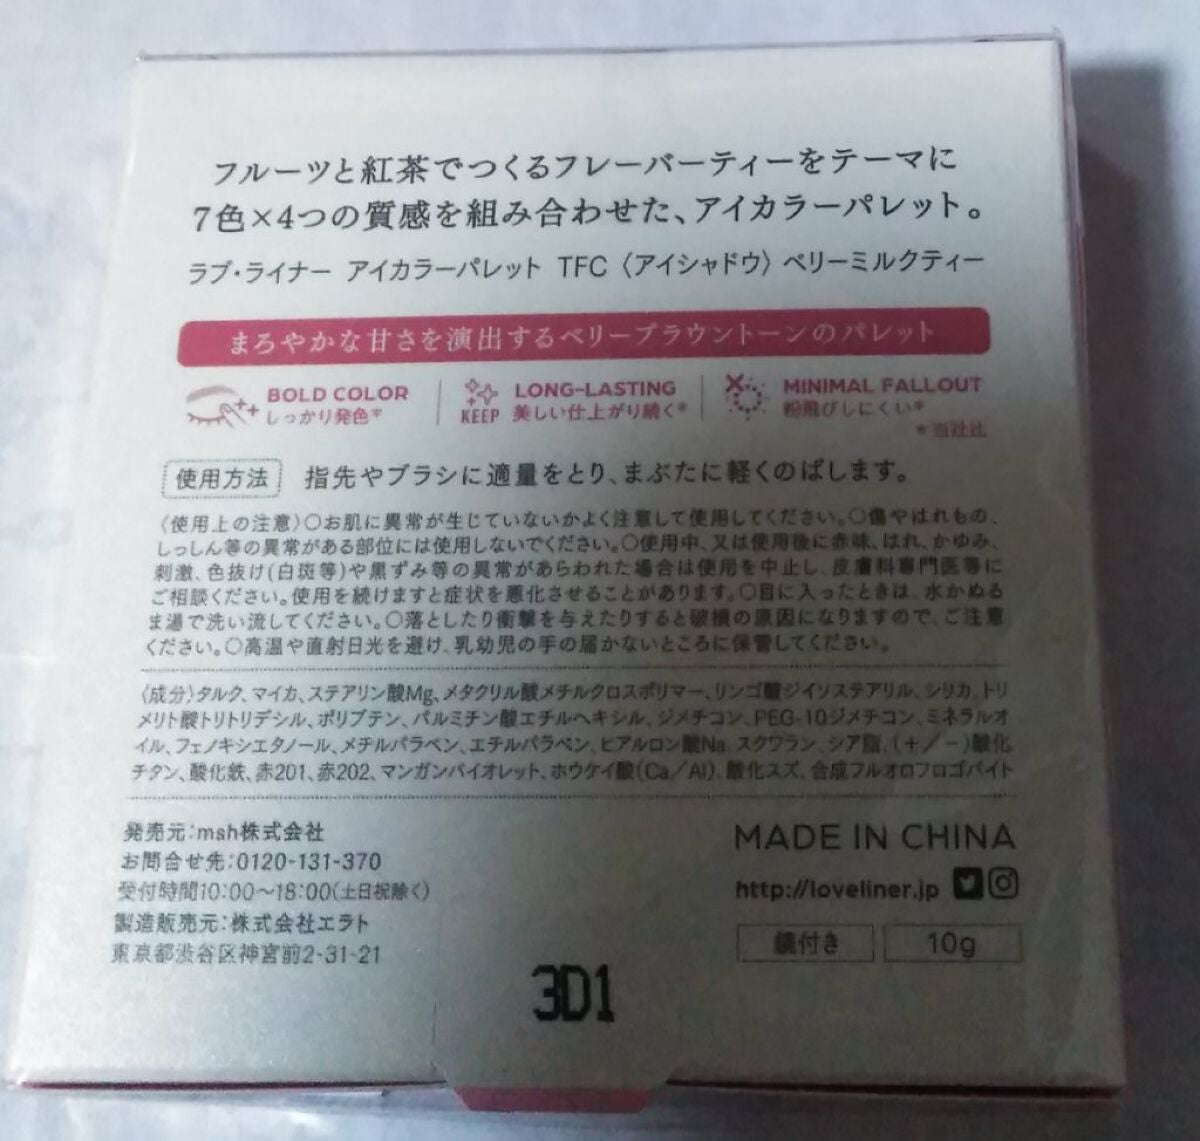 フルーツと紅茶でつくるフレーバーティーをテーマに
7色×4つの質感を組み合わせた、アイカラーパレット。
ラブ・ライナー アイカラーパレット TFC〈アイシャドウ〉ベリーミルクティー
まろやかな甘さを演出するベリーブラウントーンのパレット
BOLD COLOR
しっかり発色*
KEEP
LONG-LASTING
美しい仕上がり続く*
MINIMAL FALLOUT
粉飛びしにくい*
*当社比
使用方法 指先やブラシに適量をとり、まぶたに軽くのばします。
〈使用上の注意〉○お肌に異常が生じていないかよく注意して使用してください。○傷やはれもの、
しっしん等の異常がある部位には使用しないでください。○使用中、又は使用後に赤味、はれ、かゆみ、
刺激、色抜け(白斑等)や黒ずみ等の異常があらわれた場合は使用を中止し、皮膚科専門医等に
ご相談ください。使用を続けますと症状を悪化させることがあります。○目に入ったときは、水かぬる
ま湯で洗い流してください。○落としたり衝撃を与えたりすると破損の原因になりますので、ご注意
ください。○高温や直射日光を避け、乳幼児の手の届かないところに保管してください。
〈成分〉タルク、マイカ、ステアリン酸Mg、メタクリル酸メチルクロスポリマー、リンゴ酸ジイソステアリル、シリカ、トリ
メリト酸トリトリデシル、ポリブテン、パルミチン酸エチルヘキシル、ジメチコン、PEG-10ジメチコン、ミネラルオ
イル、フェノキシエタノール、メチルパラベン、エチルパラベン、ヒアルロン酸Na、スクワラン、シア脂、(+/-)酸化
チタン、酸化鉄、赤201、赤202、マンガンバイオレット、ホウケイ酸(Ca/Al)、酸化スズ、合成フルオロフロゴパイト
発売元:msh株式会社
お問合せ先:0120-131-370
受付時間10:00〜18:00(土日祝除く)
製造販売元:株式会社エラト
東京都渋谷区神宮前2-31-21
MADE IN CHINA
http://loveliner.jp
鏡付き 10g
3D1